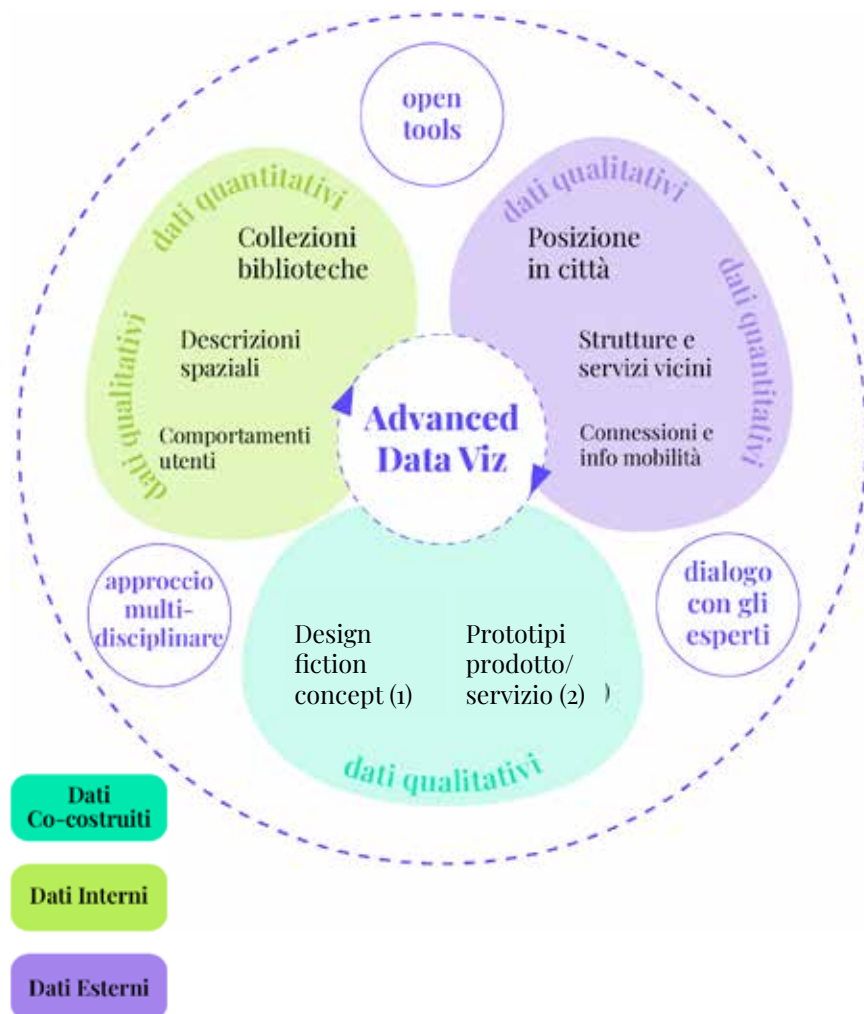 open
tools
dati quantitativi
dati qualitativi
Collezioni
biblioteche
Descrizioni
spaziali
Comportamenti
utenti
dati qualitativi
dati quantitativi
Posizione
in città
Strutture e
servizi vicini
Connessioni e
info mobilità
Advanced
Data Viz
approccio
multi-
disciplinare
dialogo
con gli
esperti
Design
fiction
concept (1)
Prototipi
prodotto/
servizio (2) )
dati qualitativi
Dati
Co-costruiti
Dati Interni
Dati Esterni